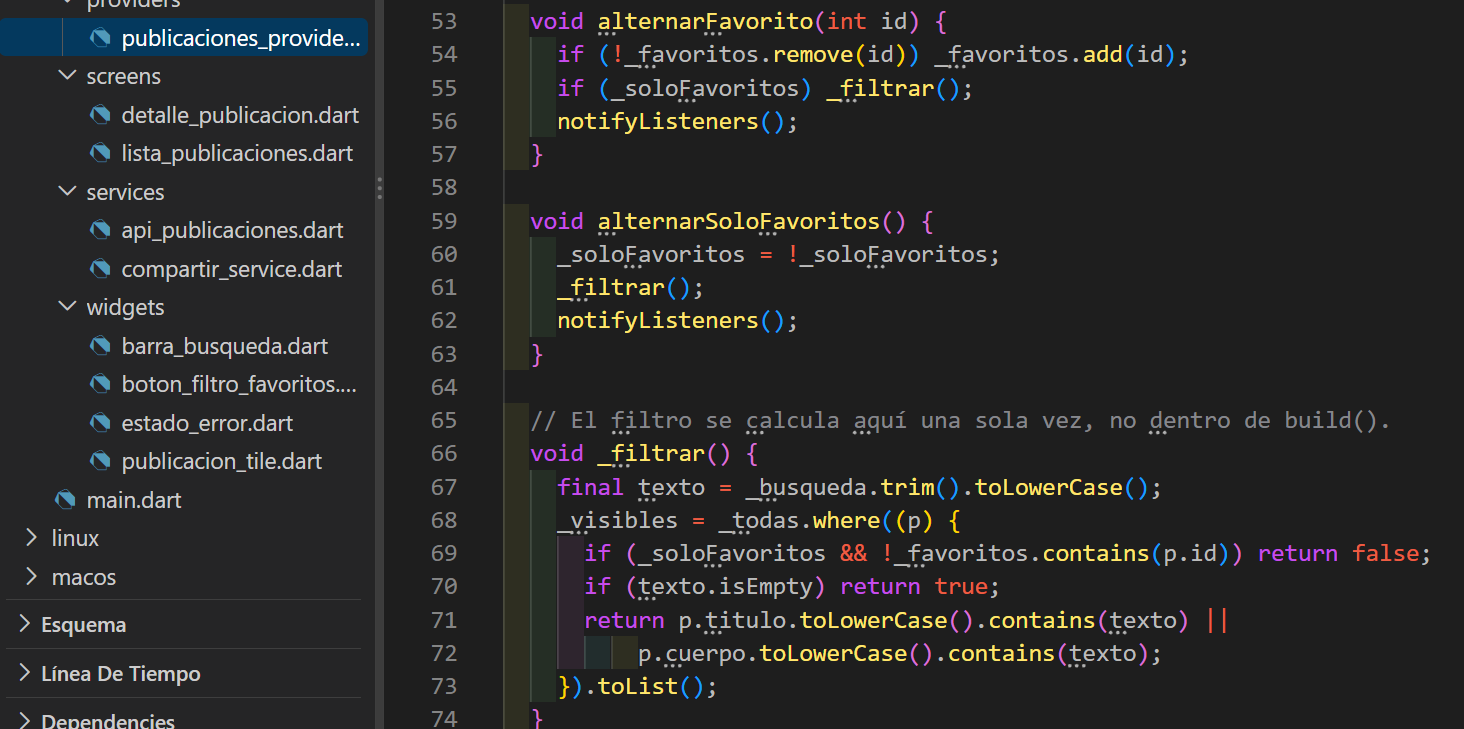 providers
publicaciones_provide...
screens
detalle_publicacion.dart
lista_publicaciones.dart
services
api_publicaciones.dart
compartir_service.dart
widgets
barra_busqueda.dart
boton_filtro_favoritos....
estado_error.dart
publicacion_tile.dart
main.dart
linux
macos
Esquema
Línea De Tiempo
Dependencies
53 void alternarFavorito(int id) {
54 if (!_favoritos.remove(id)) _favoritos.add(id);
55 if (_soloFavoritos) _filtrar();
56 notifyListeners();
57 }
58
59 void alternarSoloFavoritos() {
60 _soloFavoritos = !_soloFavoritos;
61 _filtrar();
62 notifyListeners();
63 }
64
65 // El filtro se calcula aquí una sola vez, no dentro de build().
66 void _filtrar() {
67 final texto = _busqueda.trim().toLowerCase();
68 _visibles = _todas.where((p) {
69 if (_soloFavoritos && !_favoritos.contains(p.id)) return false;
70 if (texto.isEmpty) return true;
71 return p.titulo.toLowerCase().contains(texto) ||
72 p.cuerpo.toLowerCase().contains(texto);
73 }).toList();
74 }